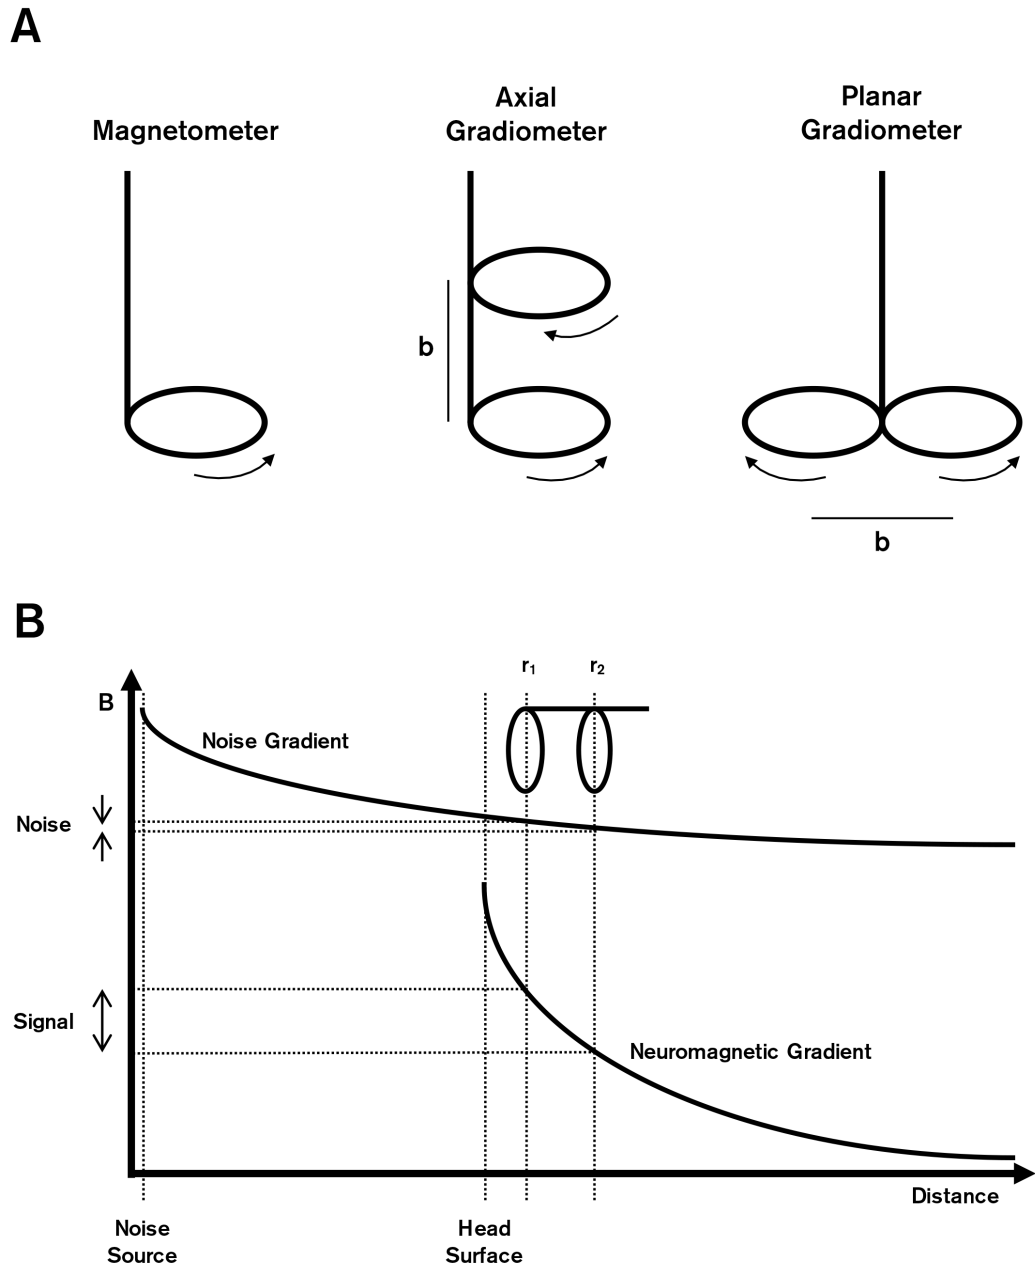 A
Magnetometer
Axial
Gradiometer
Planar
Gradiometer
b
b
B
r₁
r₂
B
Noise Gradient
Noise
Signal
Neuromagnetic Gradient
Distance
Noise
Source
Head
Surface